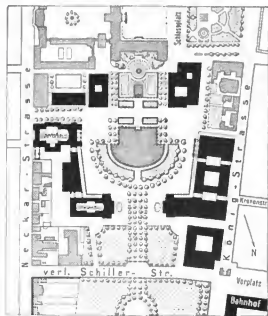 Schlossplatz
Neckar-Strasse
König-Strasse
Kronenstr.
N
verl. Schiller-Str.
Vorplatz
Bahnhof